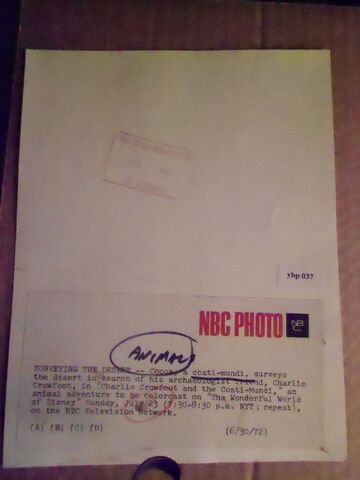 ybp 037
NBC PHOTO NBC
ANIMAL
SURVEYING THE DESERT -- Cocos, a coati-mundi, surveys
the desert in search of his archaeologist friend, Charlie
Crowfoot, in "Charlie Crowfoot and the Coati-Mundi," an
animal adventure to be colorcast on "The Wonderful World
of Disney" Sunday, July 23 (7:30-8:30 p.m. NYT; repeat),
on the NBC Television Network.
(A) (B) (C) (D) (6/30/72)